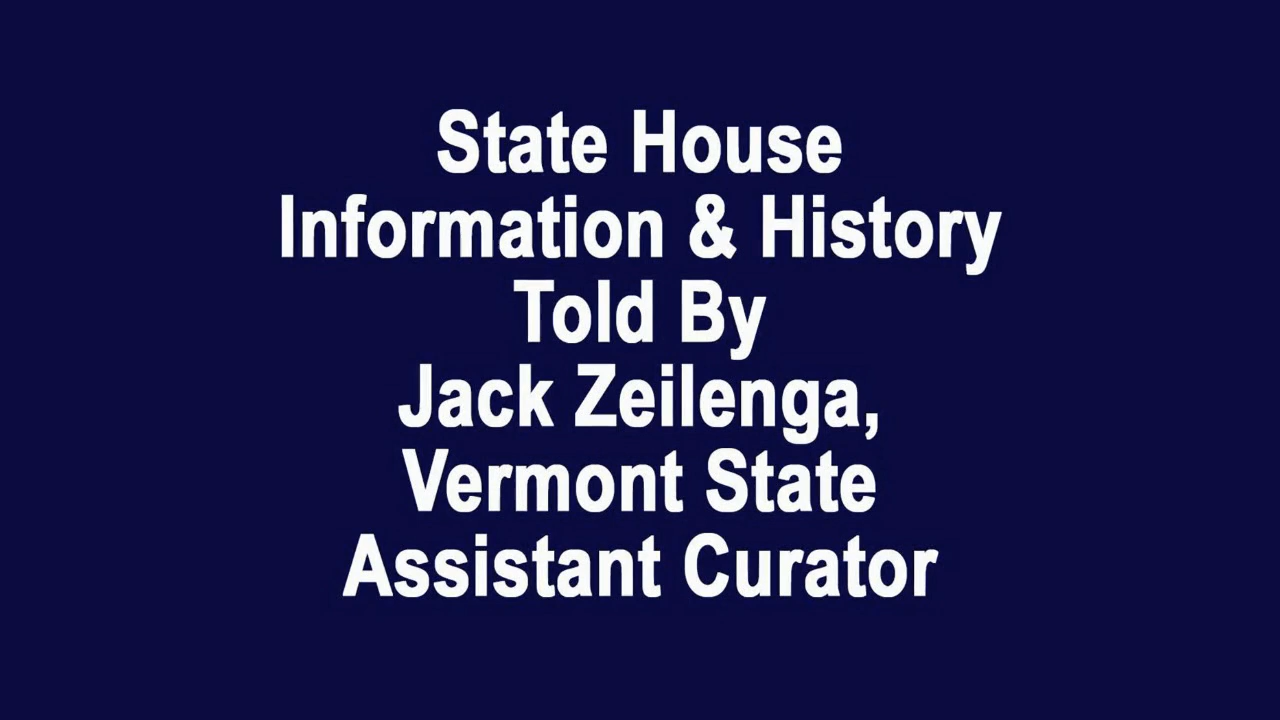 State House
Information & History
Told By
Jack Zeilenga,
Vermont State
Assistant Curator